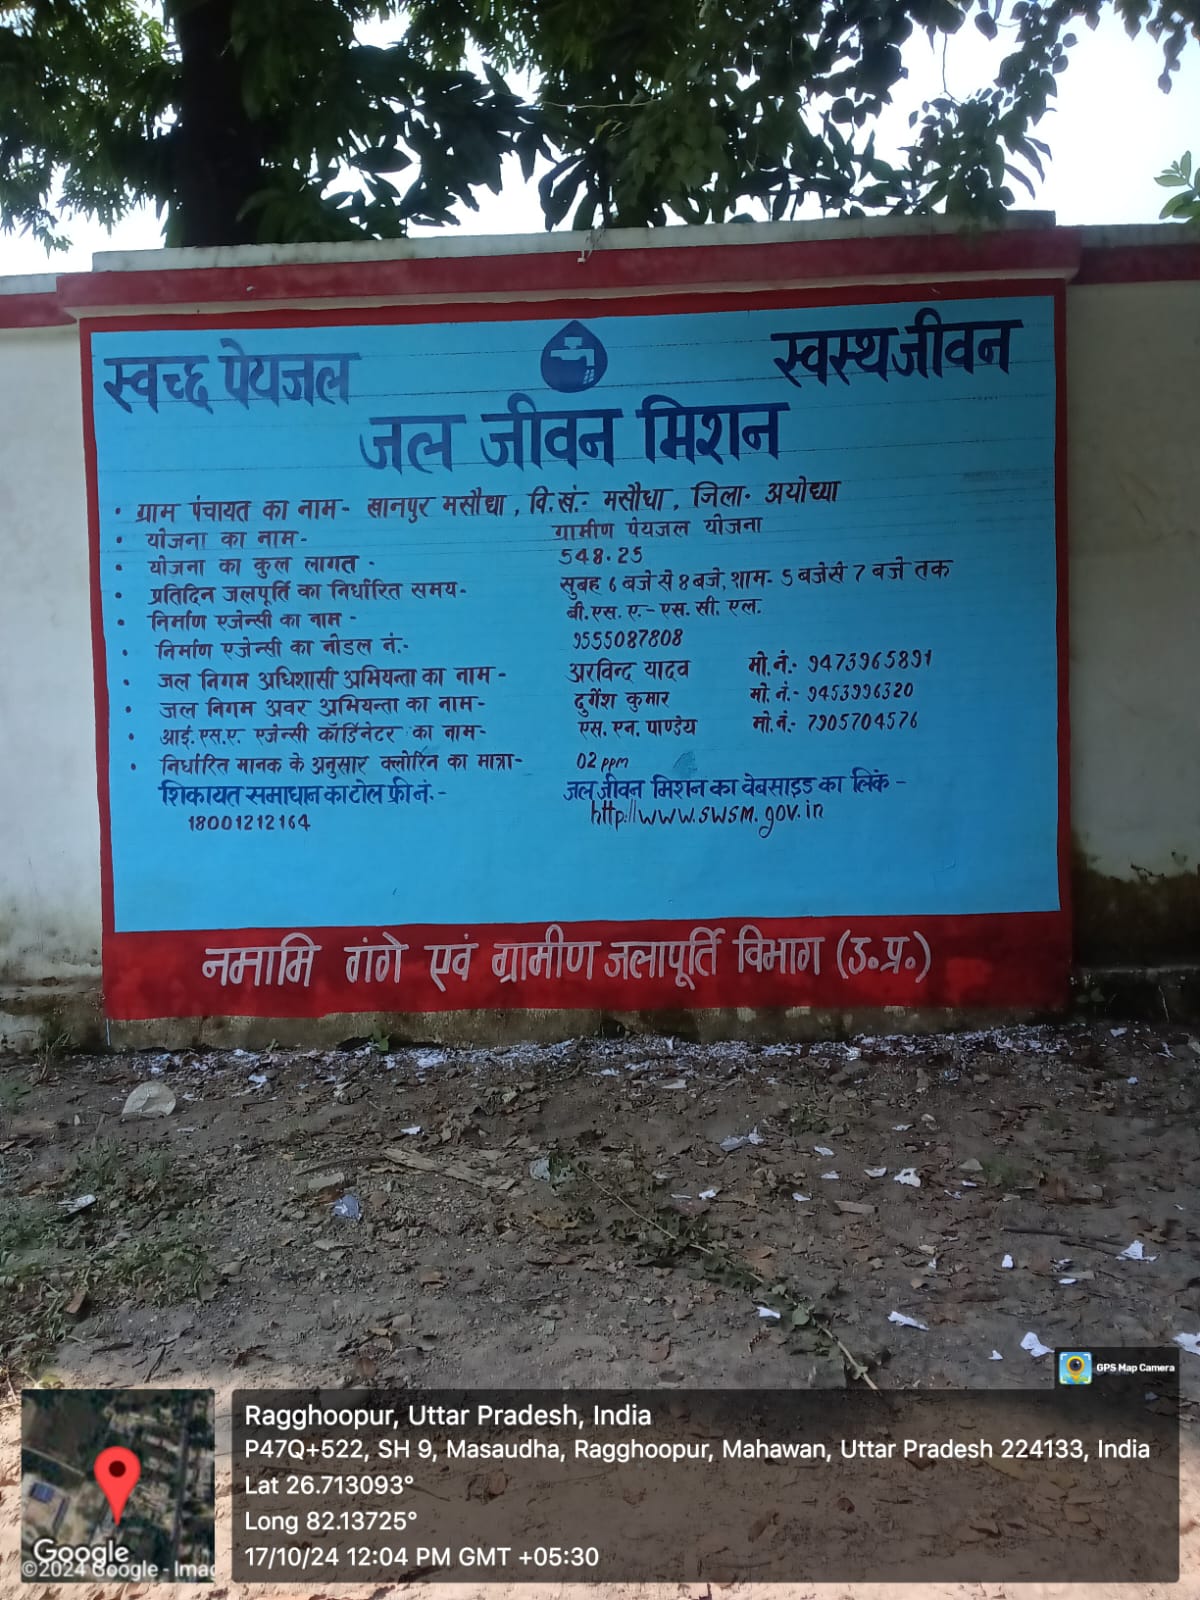 स्वच्छ पेयजल
स्वस्थ जीवन
जल जीवन मिशन
• ग्राम पंचायत का नाम- खानपुर मसौधा, वि.खं.- मसौधा, जिला- अयोध्या
• योजना का नाम- ग्रामीण पेयजल योजना
• योजना का कुल लागत - 548.25
• प्रतिदिन जलपूर्ति का निर्धारित समय- सुबह 6 बजे से 8 बजे, शाम- 5 बजे से 7 बजे तक
• निर्माण एजेन्सी का नाम - बी.एस.ए.- एस.सी.एल.
• निर्माण एजेन्सी का नोडल नं.- 9555087808
• जल निगम अधिशासी अभियन्ता का नाम- अरविन्द यादव मो.नं.- 9473965891
• जल निगम अवर अभियन्ता का नाम- दुर्गेश कुमार मो.नं.- 9453996320
• आई.एस.ए. एजेन्सी कॉर्डिनेटर का नाम- एस.एन.पाण्डेय मो.नं.- 7905704576
• निर्धारित मानक के अनुसार क्लोरिन का मात्रा- 02 ppm
शिकायत समाधान का टोल फ्री नं.- जल जीवन मिशन का वेबसाइड का लिंक -
18001212164 http://www.swsm.gov.in
नमामि गंगे एवं ग्रामीण जलापूर्ति विभाग (उ.प्र.)
GPS Map Camera
Ragghoopur, Uttar Pradesh, India
P47Q+522, SH 9, Masaudha, Ragghoopur, Mahawan, Uttar Pradesh 224133, India
Lat 26.713093°
Long 82.13725°
17/10/24 12:04 PM GMT +05:30
Google
©2024 Google - Imag